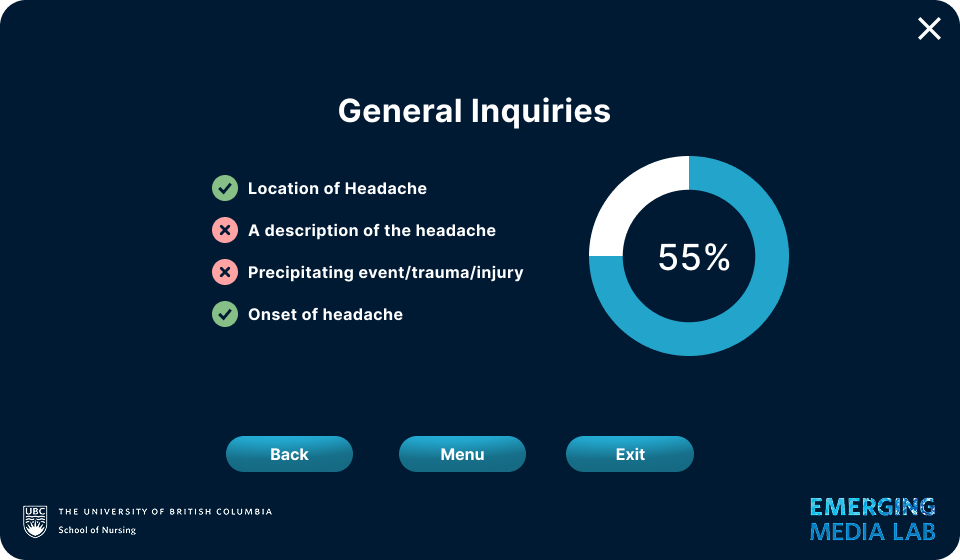 General Inquiries
Location of Headache
A description of the headache
Precipitating event/trauma/injury
Onset of headache
55%
Back
Menu
Exit
UBC
THE UNIVERSITY OF BRITISH COLUMBIA
School of Nursing
EMERGING
MEDIA LAB